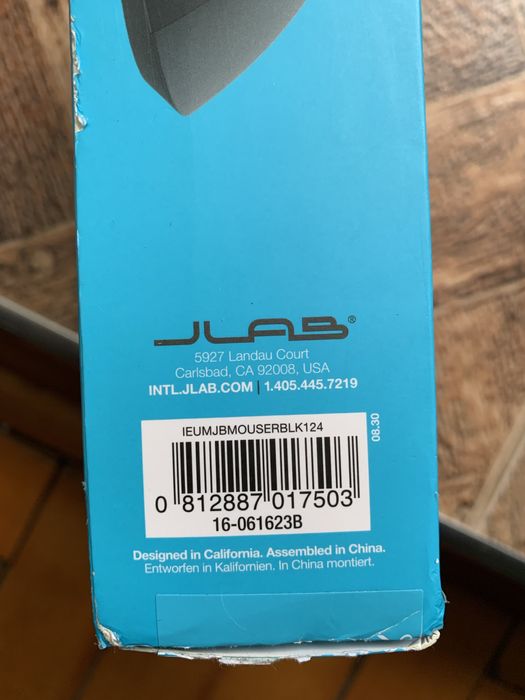 JLAB®
5927 Landau Court
Carlsbad, CA 92008, USA
INTL.JLAB.COM | 1.405.445.7219
IEUMJBMOUSERBLK124
08.30
0 812887 017503
16-061623B
Designed in California. Assembled in China.
Entworfen in Kalifornien. In China montiert.